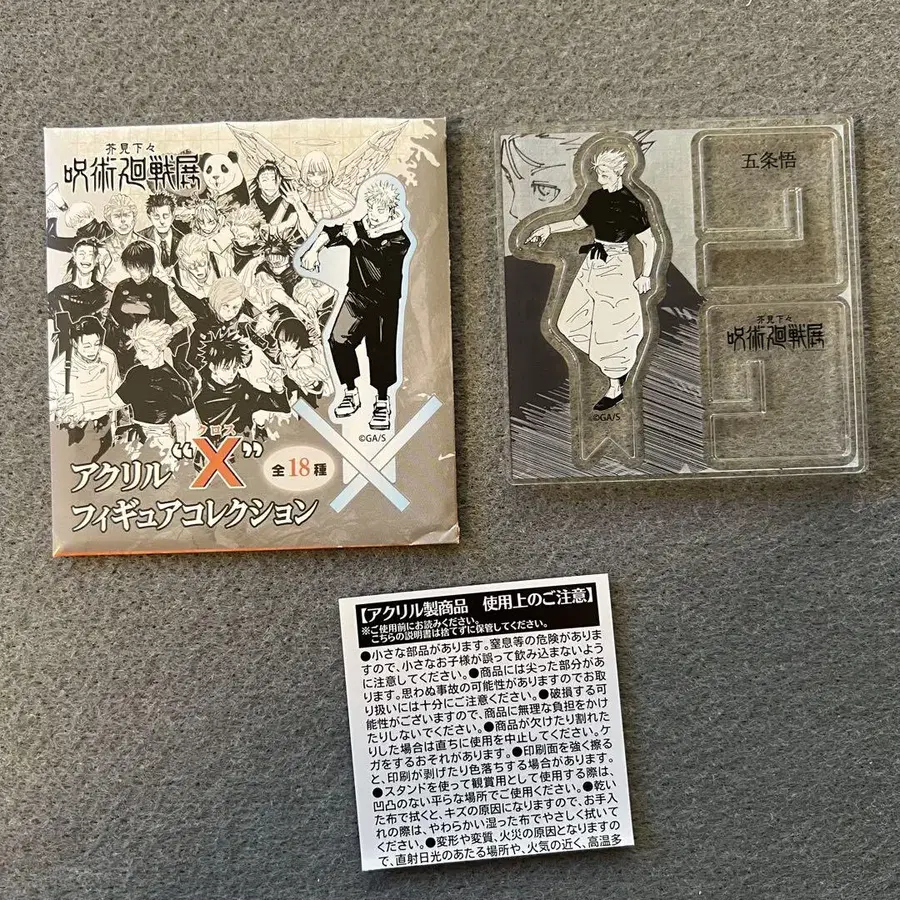 芥見下々
呪術廻戦展
©GA/S
クロス
アクリル“X”
全18種
フィギュアコレクション
五条悟
芥見下々
呪術廻戦展
©GA/S
【アクリル製商品 使用上のご注意】
※ご使用前にお読みください。
こちらの説明書は捨てずに保管してください。
●小さな部品があります。窒息等の危険がありま
すので、小さなお子様が誤って飲み込まないよう
に注意してください。●商品には尖った部分があ
ります。思わぬ事故の可能性がありますのでお取
り扱いには十分にご注意ください。●破損する可
能性がございますので、商品に無理な負担をかけ
たりしないでください。●商品が欠けたり割れた
りした場合は直ちに使用を中止してください。ケ
ガをするおそれがあります。●印刷面を強く擦る
と、印刷が剥げたり色落ちする場合があります。
●スタンドを使って観賞用として使用する際は、
凹凸のない平らな場所でご使用ください。●乾い
た布で拭くと、キズの原因になりますので、お手入
れの際は、やわらかい湿った布でやさしく拭いて
ください。●変形や変質、火災の原因となりますの
で、直射日光のあたる場所や、火気の近く、高温多